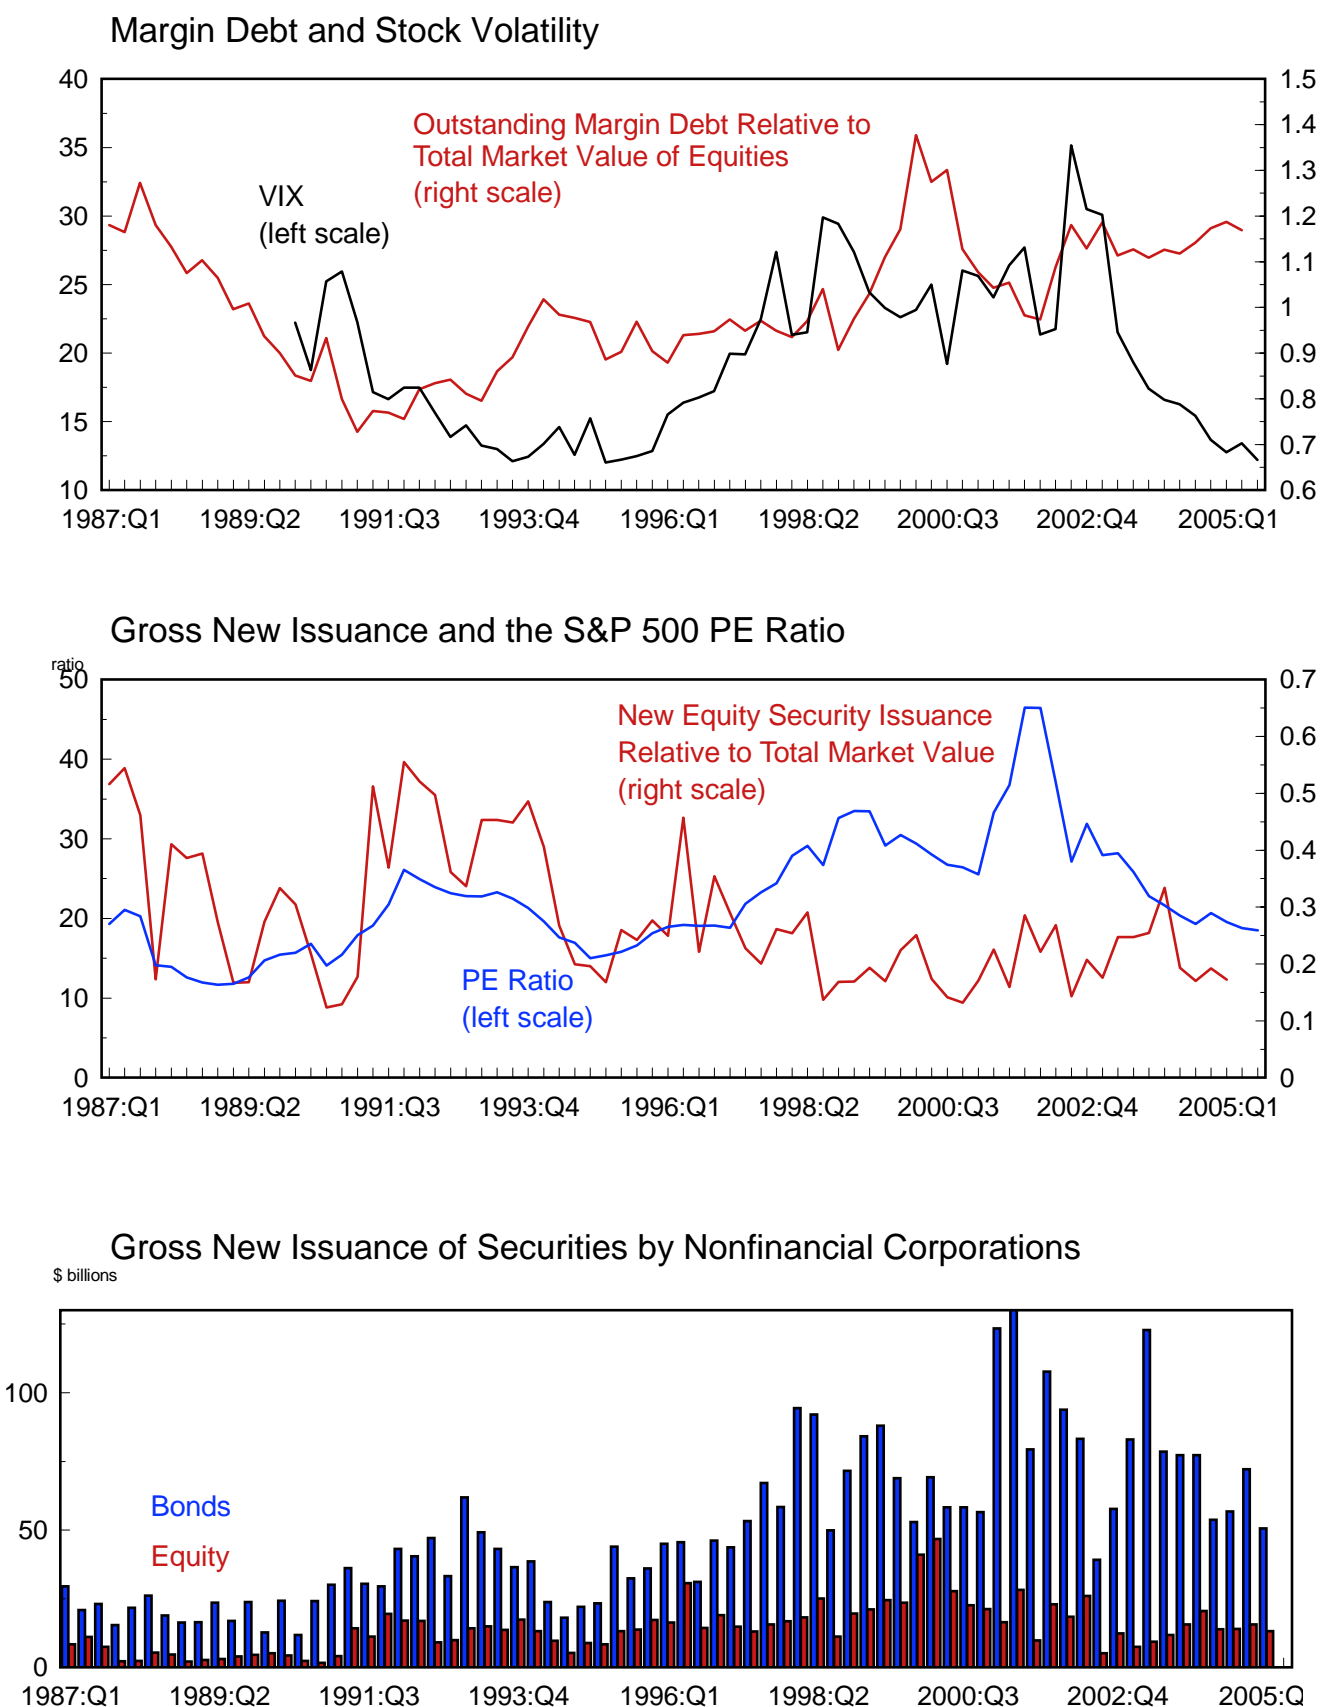 Margin Debt and Stock Volatility
40
1.5
Outstanding Margin Debt Relative to
1.4
35
Total Market Value of Equities
1.3
VIX
(right scale)
30
1.2
(left scale)
1.1
25
1
20
0.9
0.8
15
0.7
10
0.6
1987:Q1 1989:Q2 1991:Q3 1993:Q4 1996:Q1 1998:Q2 2000:Q3 2002:Q4 2005:Q1
Gross New Issuance and the S&P 500 PE Ratio
ratio
50
0.7
New Equity Security Issuance
0.6
Relative to Total Market Value
40
(right scale)
0.5
30
0.4
20
0.3
PE Ratio
0.2
10
(left scale)
0.1
0
0
1987:Q1 1989:Q2 1991:Q3 1993:Q4 1996:Q1 1998:Q2 2000:Q3 2002:Q4 2005:Q1
Gross New Issuance of Securities by Nonfinancial Corporations
$ billions
100
Bonds
50
Equity
0
1987:Q1 1989:Q2 1991:Q3 1993:Q4 1996:Q1 1998:Q2 2000:Q3 2002:Q4 2005:Q